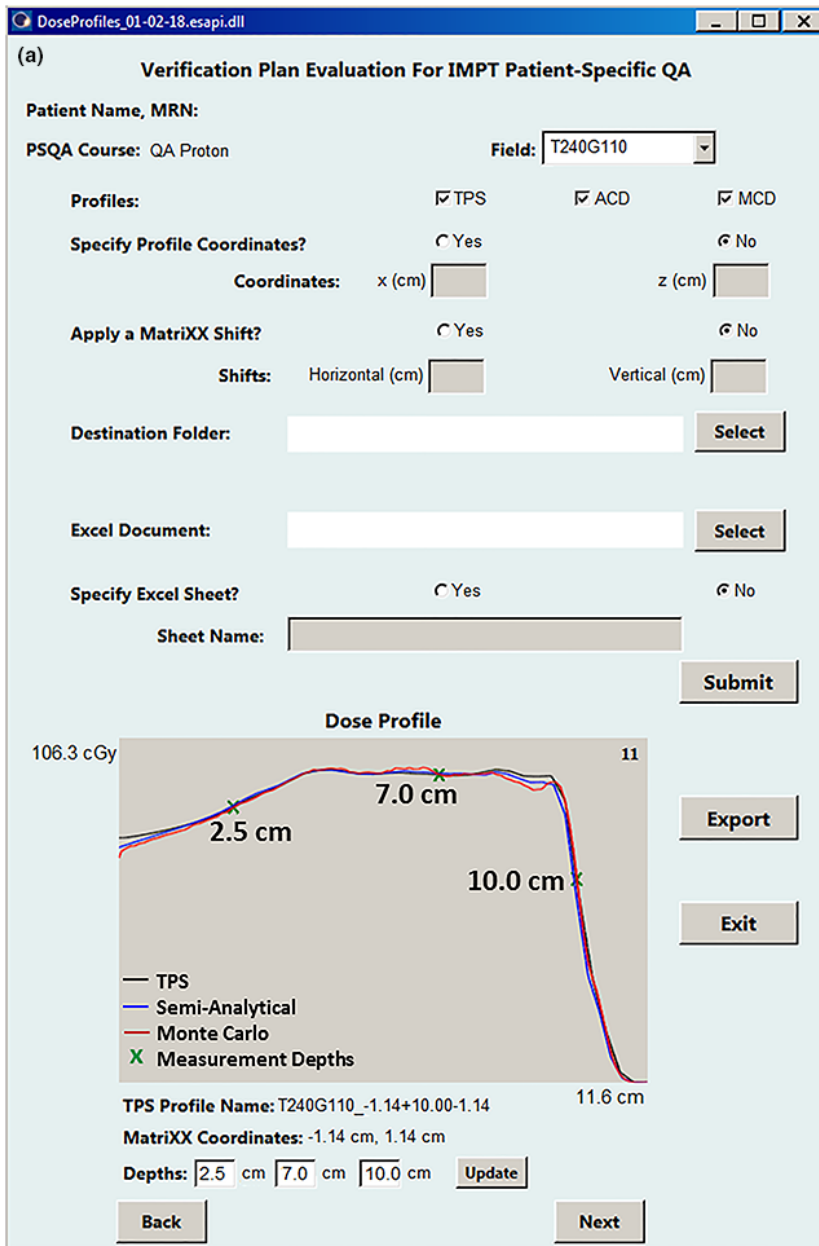 DoseProfiles_01-02-18.esapi.dll
(a)
Verification Plan Evaluation For IMPT Patient-Specific QA
Patient Name, MRN:
PSQA Course: QA Proton Field: T240G110
Profiles: TPS ACD MCD
Specify Profile Coordinates? Yes No
Coordinates: x (cm) z (cm)
Apply a MatriXX Shift? Yes No
Shifts: Horizontal (cm) Vertical (cm)
Destination Folder: Select
Excel Document: Select
Specify Excel Sheet? Yes No
Sheet Name:
Submit
Dose Profile
106.3 cGy 11
7.0 cm
2.5 cm
Export
10.0 cm
Exit
TPS
Semi-Analytical
Monte Carlo
X Measurement Depths
11.6 cm
TPS Profile Name: T240G110_-1.14+10.00-1.14
MatriXX Coordinates: -1.14 cm, 1.14 cm
Depths: 2.5 cm 7.0 cm 10.0 cm Update
Back Next